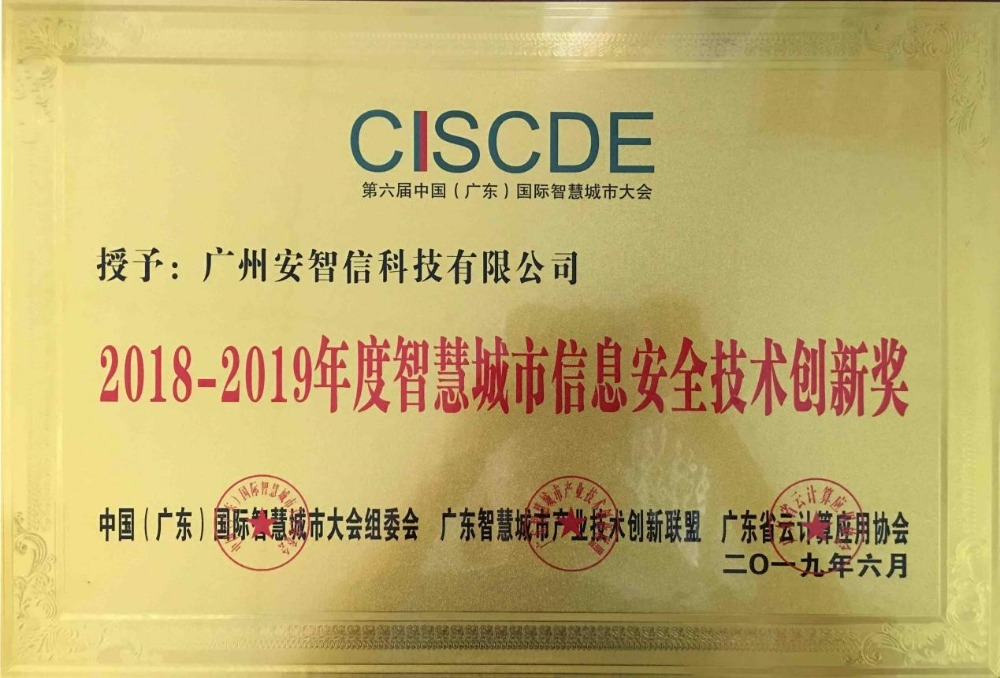 CISCDE
第六届中国（广东）国际智慧城市大会
授予：广州安智信科技有限公司
2018-2019年度智慧城市信息安全技术创新奖
中国（广东）国际智慧城市大会组委会 广东智慧城市产业技术创新联盟 广东省云计算应用协会
二〇一九年六月